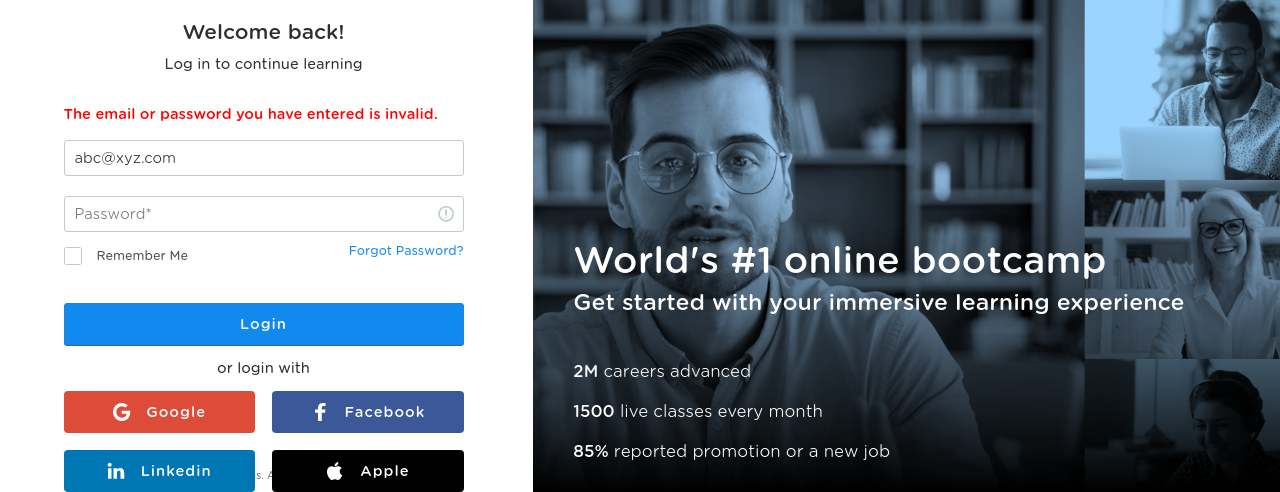 Welcome back!
Log in to continue learning
The email or password you have entered is invalid.
abc@xyz.com
Password*
Remember Me
Forgot Password?
Login
or login with
Google
Facebook
Linkedin
Apple
World's #1 online bootcamp
Get started with your immersive learning experience
2M careers advanced
1500 live classes every month
85% reported promotion or a new job